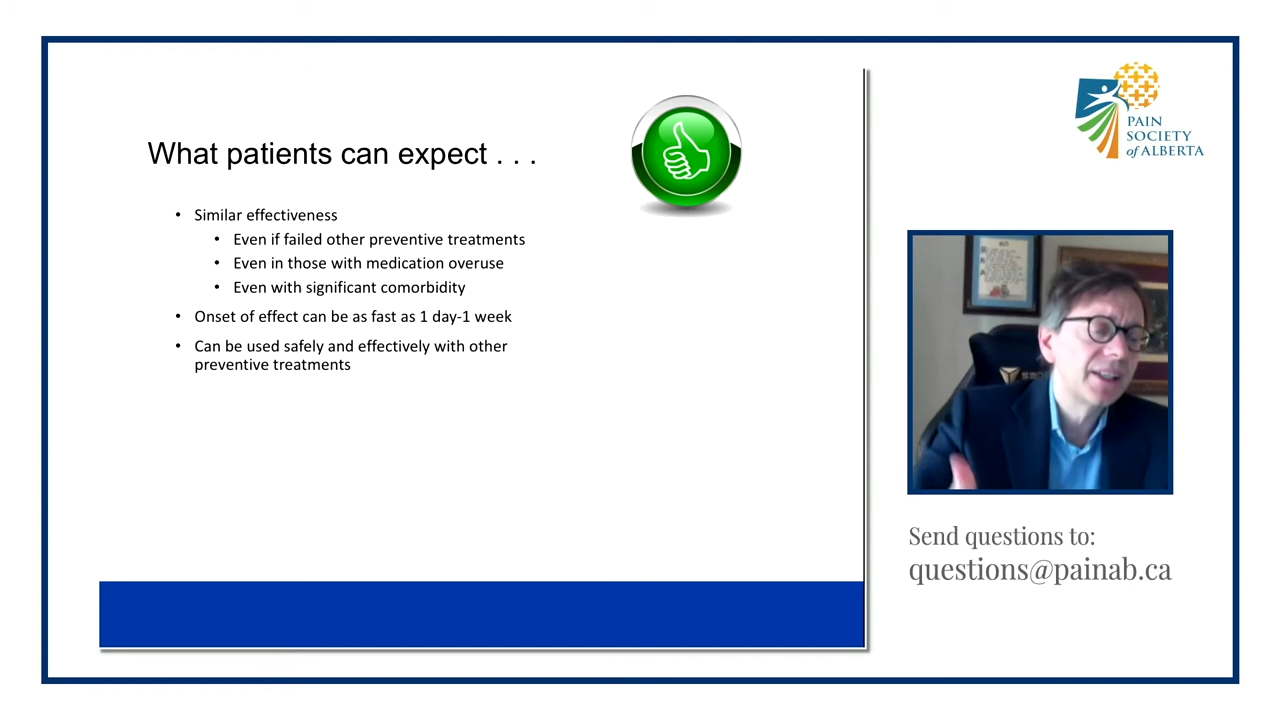 What patients can expect . . .
• Similar effectiveness
• Even if failed other preventive treatments
• Even in those with medication overuse
• Even with significant comorbidity
• Onset of effect can be as fast as 1 day-1 week
• Can be used safely and effectively with other
preventive treatments
PAIN
SOCIETY
of ALBERTA
Send questions to:
questions@painab.ca